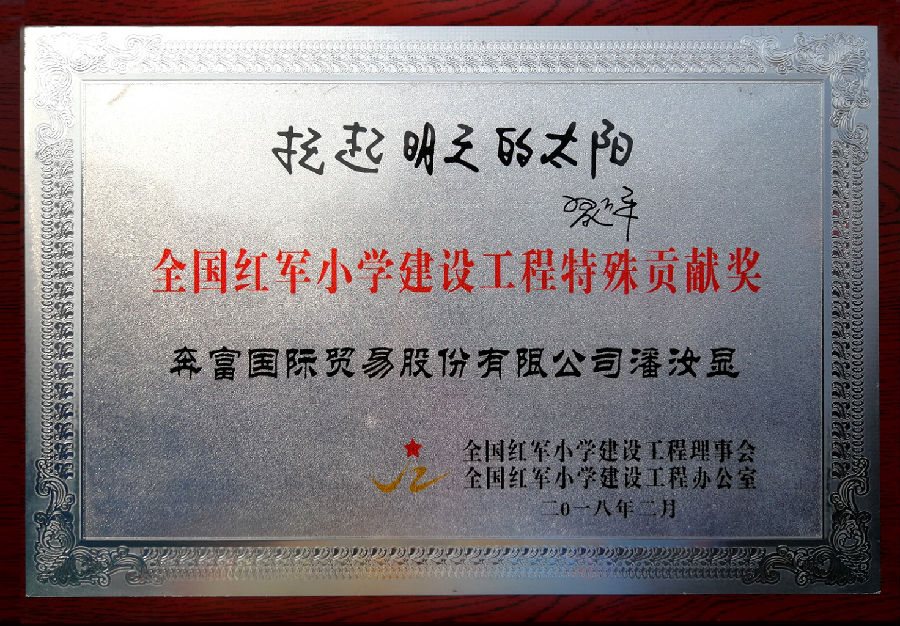 托起明天的太阳
全国红军小学建设工程特殊贡献奖
奔富国际贸易股份有限公司潘汝显
全国红军小学建设工程理事会
全国红军小学建设工程办公室
二0一八年二月